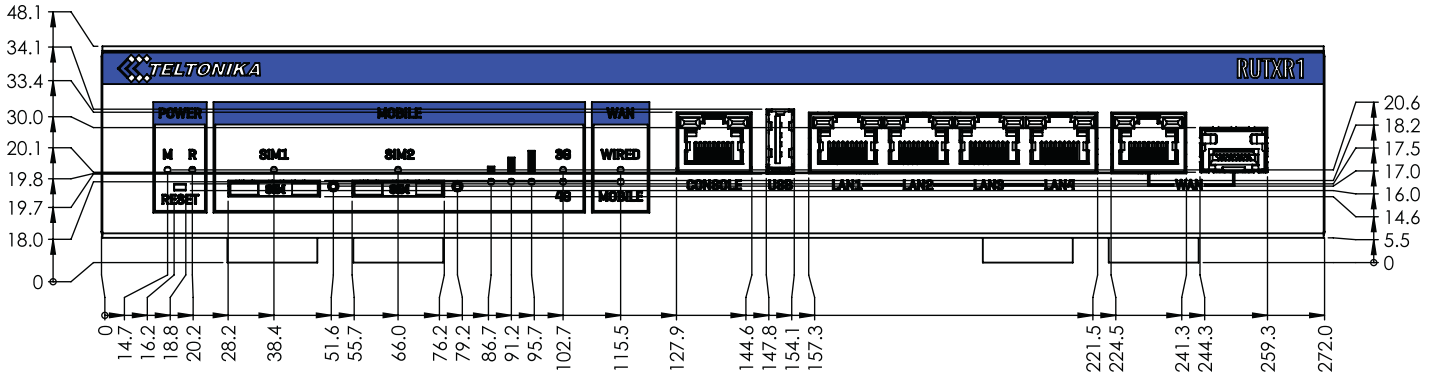 48.1
34.1
33.4
30.0
20.1
19.8
19.7
18.0
0
TELTONIKA
RUTXR1
POWER MOBILE WAN
M R SIM1 SIM2 3G WIRED
SIM SIM
RESET 4G MOBILE
CONSOLE USB LAN1 LAN2 LAN3 LAN4 WAN
20.6
18.2
17.5
17.0
16.0
14.6
5.5
0
0 14.7 16.2 18.8 20.2 28.2 38.4 51.6 55.7 66.0 76.2 79.2 86.7 91.2 95.7 102.7 115.5 127.9 144.6 147.8 154.1 157.3 221.5 224.5 241.3 244.3 259.3 272.0